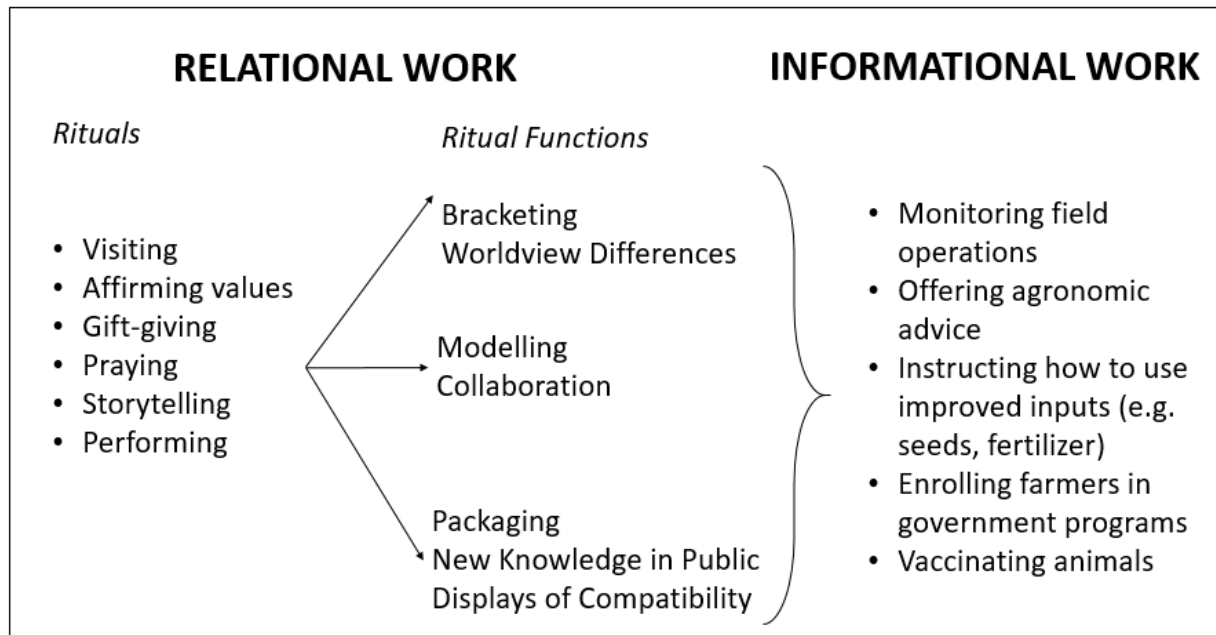 RELATIONAL WORK
INFORMATIONAL WORK
Rituals
Ritual Functions
• Visiting
• Affirming values
• Gift-giving
• Praying
• Storytelling
• Performing
Bracketing
Worldview Differences
Modelling
Collaboration
Packaging
New Knowledge in Public
Displays of Compatibility
• Monitoring field
operations
• Offering agronomic
advice
• Instructing how to use
improved inputs (e.g.
seeds, fertilizer)
• Enrolling farmers in
government programs
• Vaccinating animals